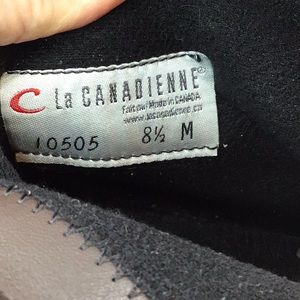 C La CANADIENNE®
Fait au/Made in CANADA
www.lacanadienne.ca
10505 8½ M